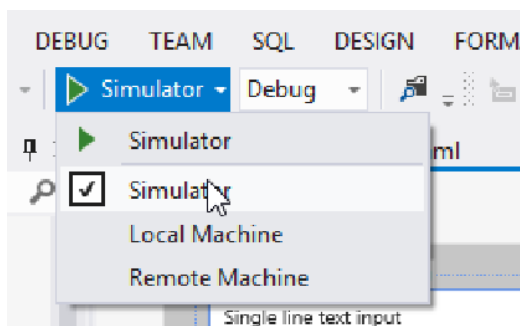 DEBUG TEAM SQL DESIGN FORM
Simulator Debug
Simulator
ml
Simulator
Local Machine
Remote Machine
Single line text input